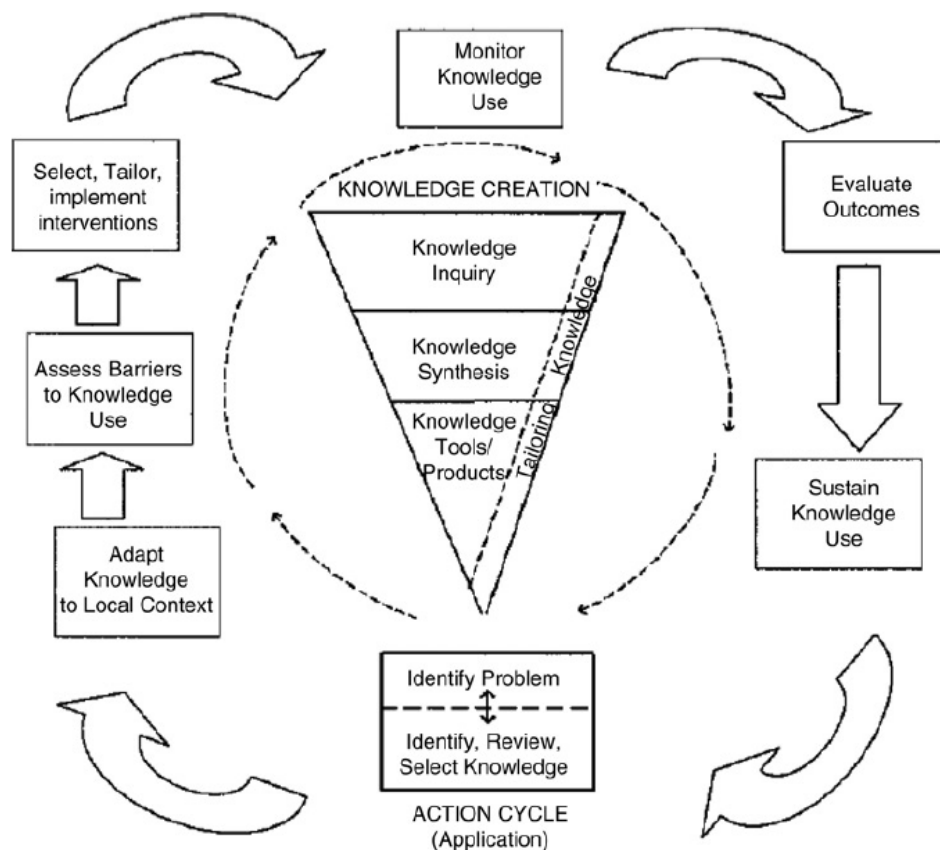 Monitor
Knowledge
Use
Select, Tailor,
implement
interventions
Evaluate
Outcomes
KNOWLEDGE CREATION
Knowledge
Inquiry
Knowledge
Synthesis
Knowledge
Tools/
Products
Tailoring Knowledge
Assess Barriers
to Knowledge
Use
Sustain
Knowledge
Use
Adapt
Knowledge
to Local Context
Identify Problem
Identify, Review,
Select Knowledge
ACTION CYCLE
(Application)